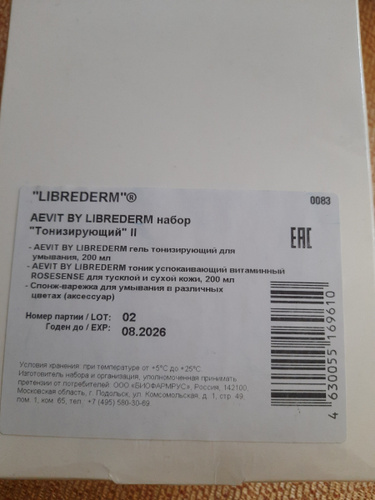 "LIBREDERM"®
0083
AEVIT BY LIBREDERM набор
"Тонизирующий" II
EAC
- AEVIT BY LIBREDERM гель тонизирующий для
умывания, 200 мл
- AEVIT BY LIBREDERM тоник успокаивающий витаминный
ROSESENSE для тусклой и сухой кожи, 200 мл
- Спонж-варежка для умывания в различных
цветах (аксессуар)
Номер партии / LOT: 02
Годен до / EXP: 08.2026
Условия хранения: при температуре от +5°C до +25°C
Изготовитель набора и организация, уполномоченная принимать
претензии от потребителей: ООО «БИОФАРМРУС», Россия, 142100,
Московская область, г. Подольск, ул. Комсомольская, д. 1, стр. 49,
пом. 1, ком. 65, тел.: +7 (495) 580-30-69
4 630055 169610